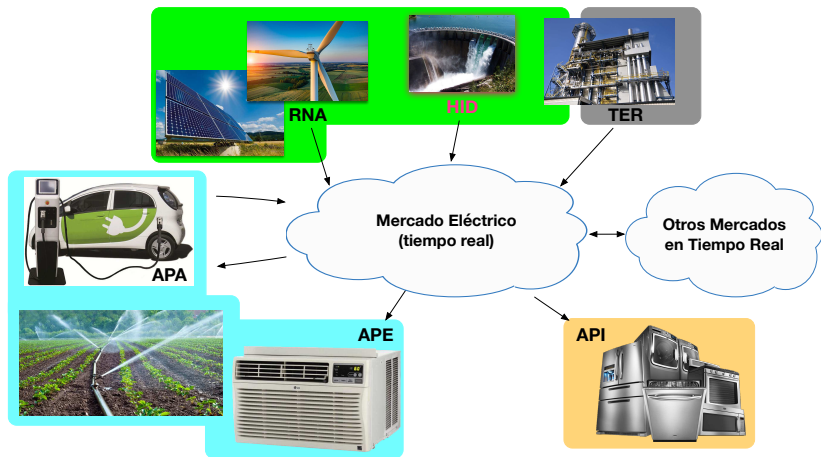 RNA
HID
TER
Mercado Eléctrico
(tiempo real)
Otros Mercados
en Tiempo Real
APA
APE
API